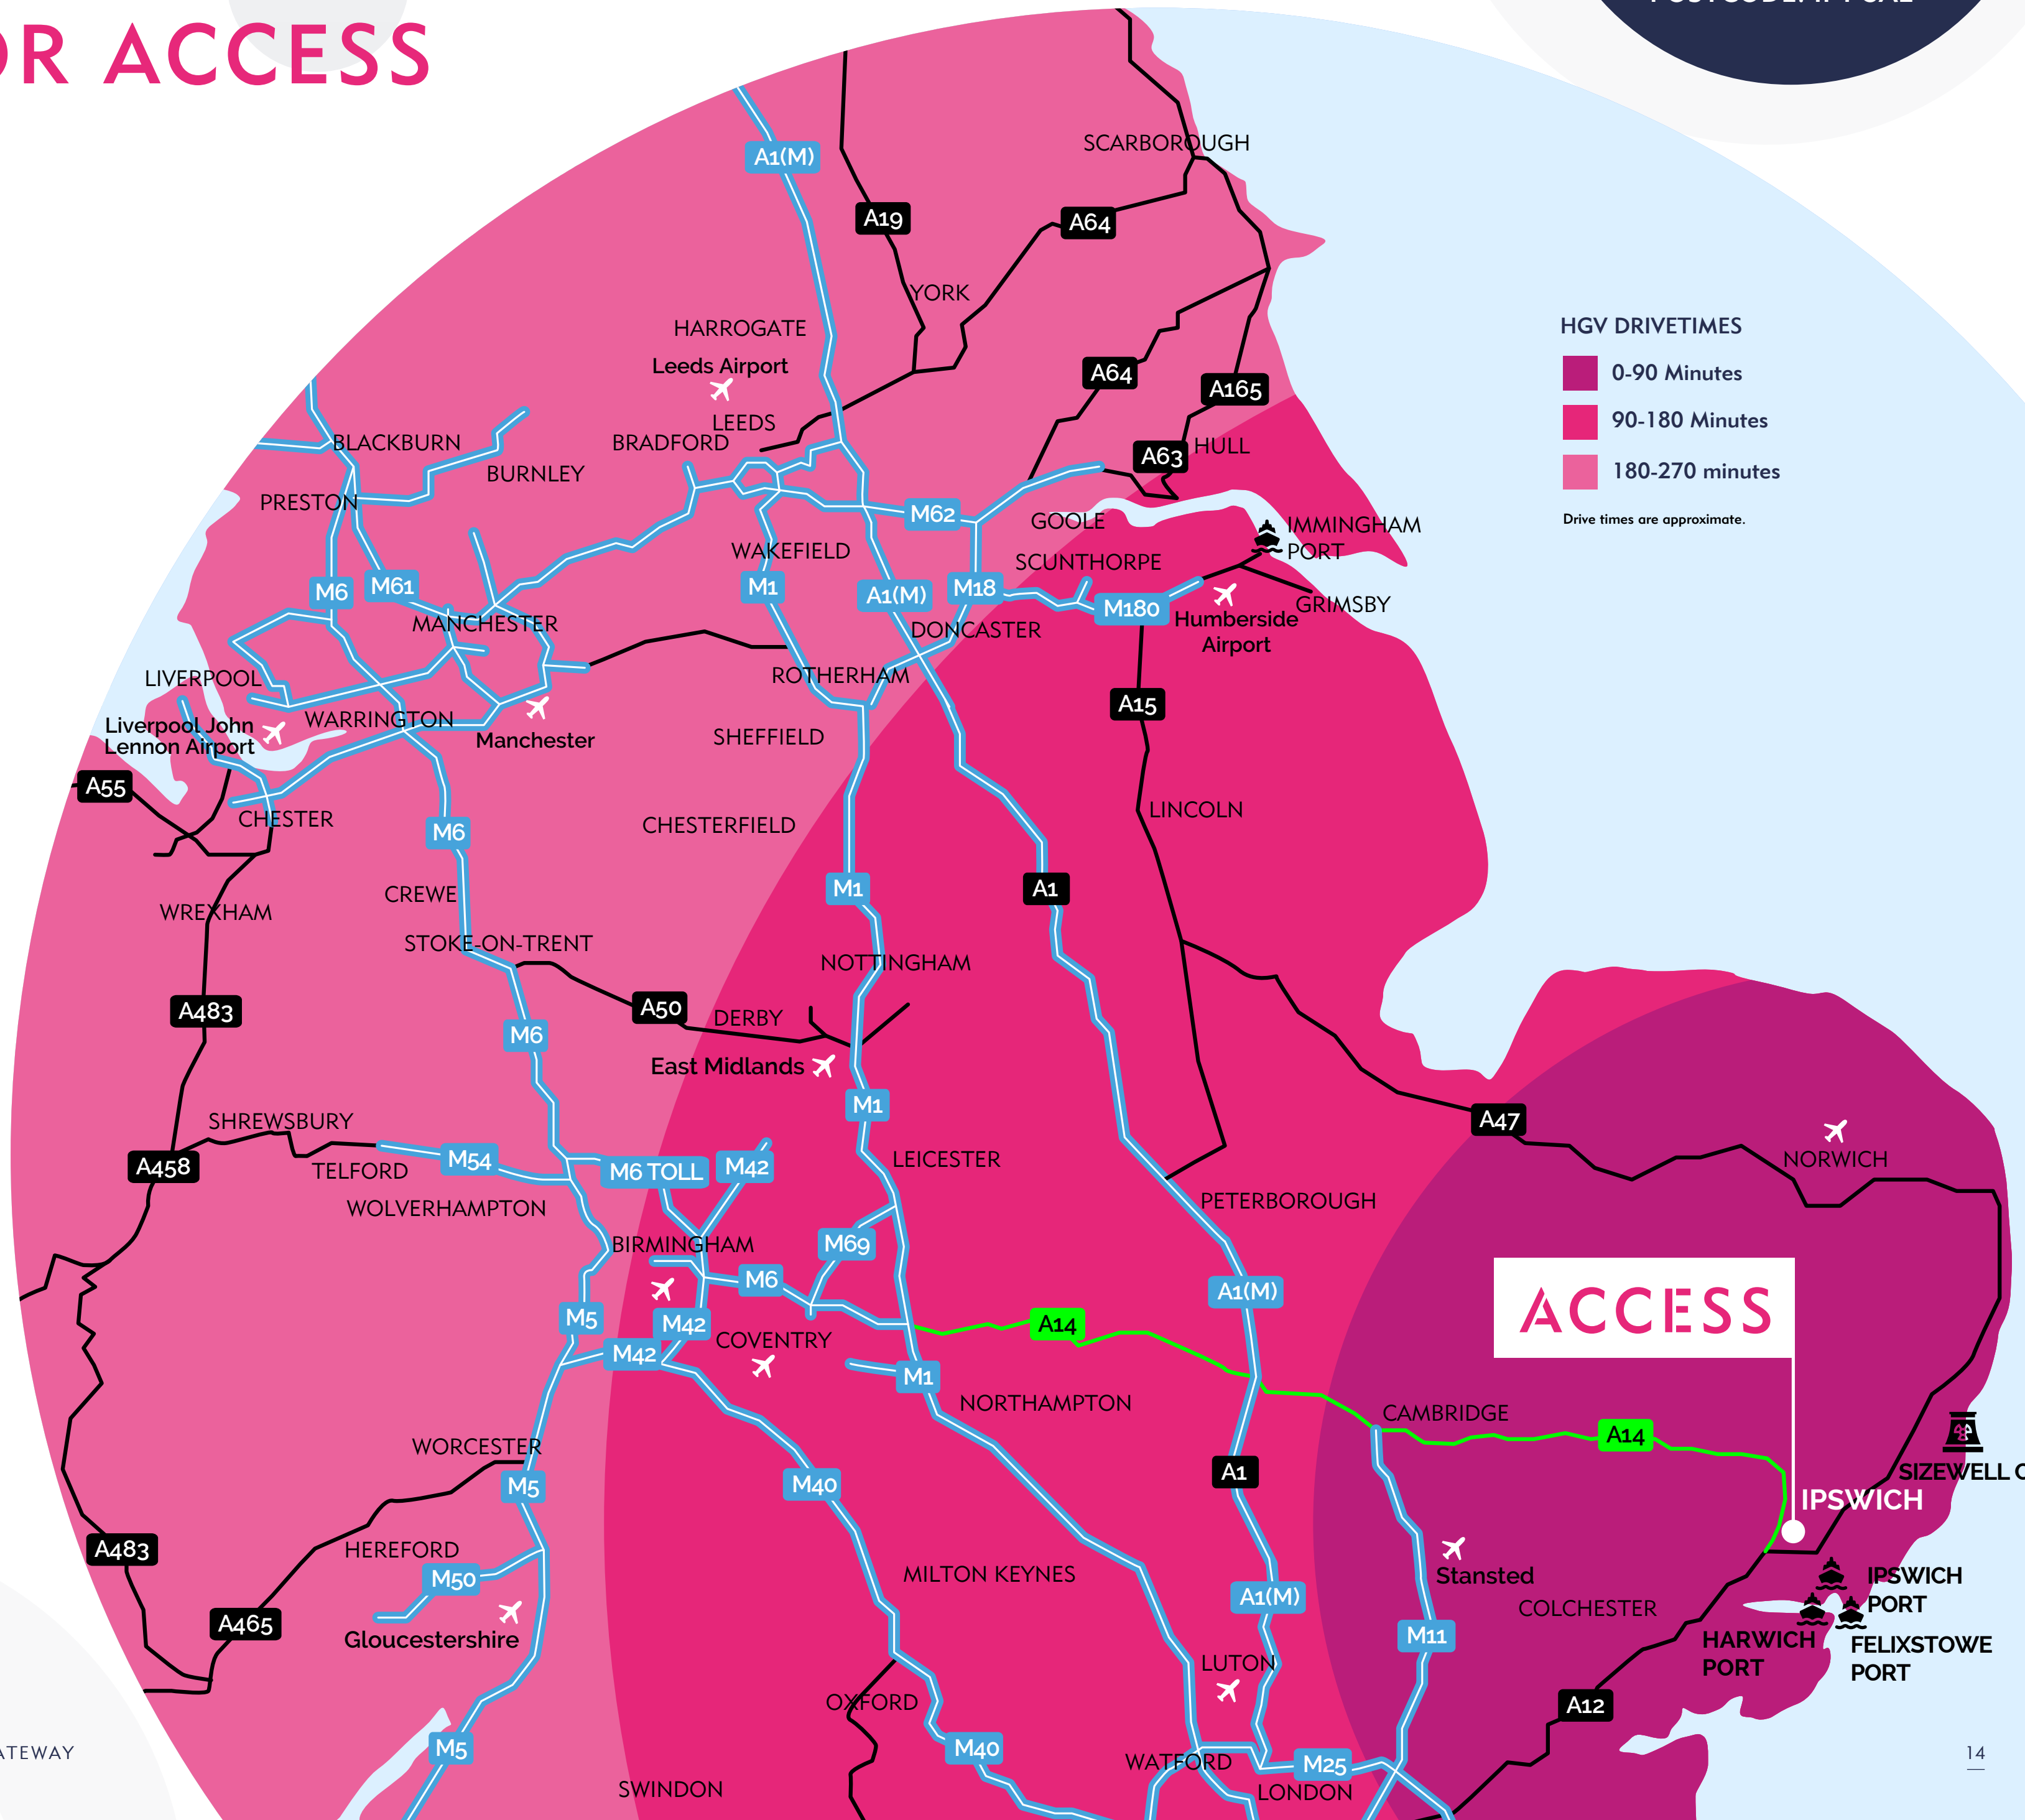 OR ACCESS
A1(M)
SCARBOROUGH
A19
A64
YORK
HARROGATE
Leeds Airport
LEEDS
BRADFORD
A64
A165
A63
HULL
HGV DRIVETIMES
0-90 Minutes
90-180 Minutes
180-270 minutes
Drive times are approximate.
BLACKBURN
BURNLEY
PRESTON
M62
GOOLE
IMMINGHAM
PORT
WAKEFIELD
SCUNTHORPE
M6
M61
M1
A1(M)
M18
M180
GRIMSBY
Humberside
Airport
MANCHESTER
DONCASTER
LIVERPOOL
ROTHERHAM
Liverpool John
Lennon Airport
WARRINGTON
Manchester
SHEFFIELD
A15
A55
CHESTER
M6
CHESTERFIELD
LINCOLN
CREWE
M1
A1
WREXHAM
STOKE-ON-TRENT
NOTTINGHAM
A483
A50
DERBY
M6
East Midlands
M1
A47
SHREWSBURY
A458
M54
TELFORD
M6 TOLL
M42
LEICESTER
NORWICH
WOLVERHAMPTON
PETERBOROUGH
BIRMINGHAM
M69
M6
A1(M)
M5
M42
COVENTRY
A14
ACCESS
M42
M1
NORTHAMPTON
CAMBRIDGE
A14
WORCESTER
M5
M40
A1
SIZEWELL C
IPSWICH
A483
HEREFORD
M50
MILTON KEYNES
A1(M)
Stansted
IPSWICH
PORT
COLCHESTER
A465
Gloucestershire
M11
HARWICH
PORT
FELIXSTOWE
PORT
LUTON
OXFORD
A12
M5
M40
WATFORD
M25
LONDON
SWINDON
ATEWAY
14